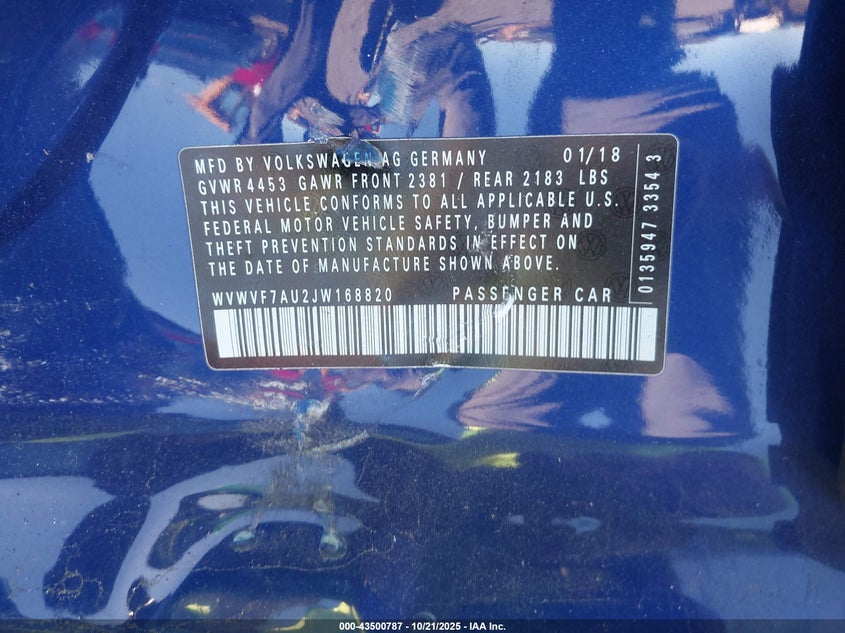 MFD BY VOLKSWAGEN AG GERMANY 01/18
GVWR 4453 GAWR FRONT 2381 / REAR 2183 LBS
THIS VEHICLE CONFORMS TO ALL APPLICABLE U.S.
FEDERAL MOTOR VEHICLE SAFETY, BUMPER AND
THEFT PREVENTION STANDARDS IN EFFECT ON
THE DATE OF MANUFACTURE SHOWN ABOVE.
WVWVF7AU2JW168820 PASSENGER CAR
0135947 3354 3
000-43500787 - 10/21/2025 - IAA Inc.